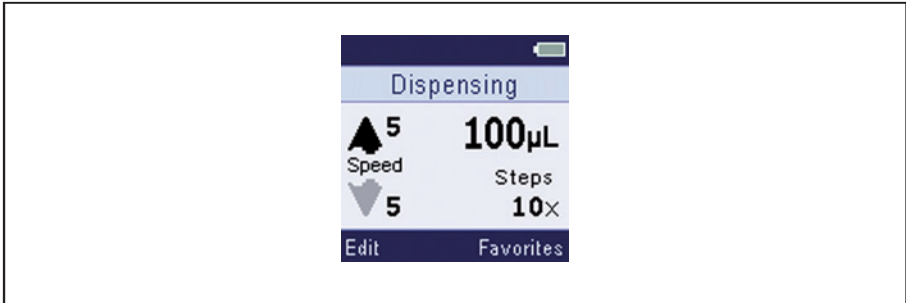 Dispensing
5 100µL
Speed
Steps
5 10×
Edit Favorites